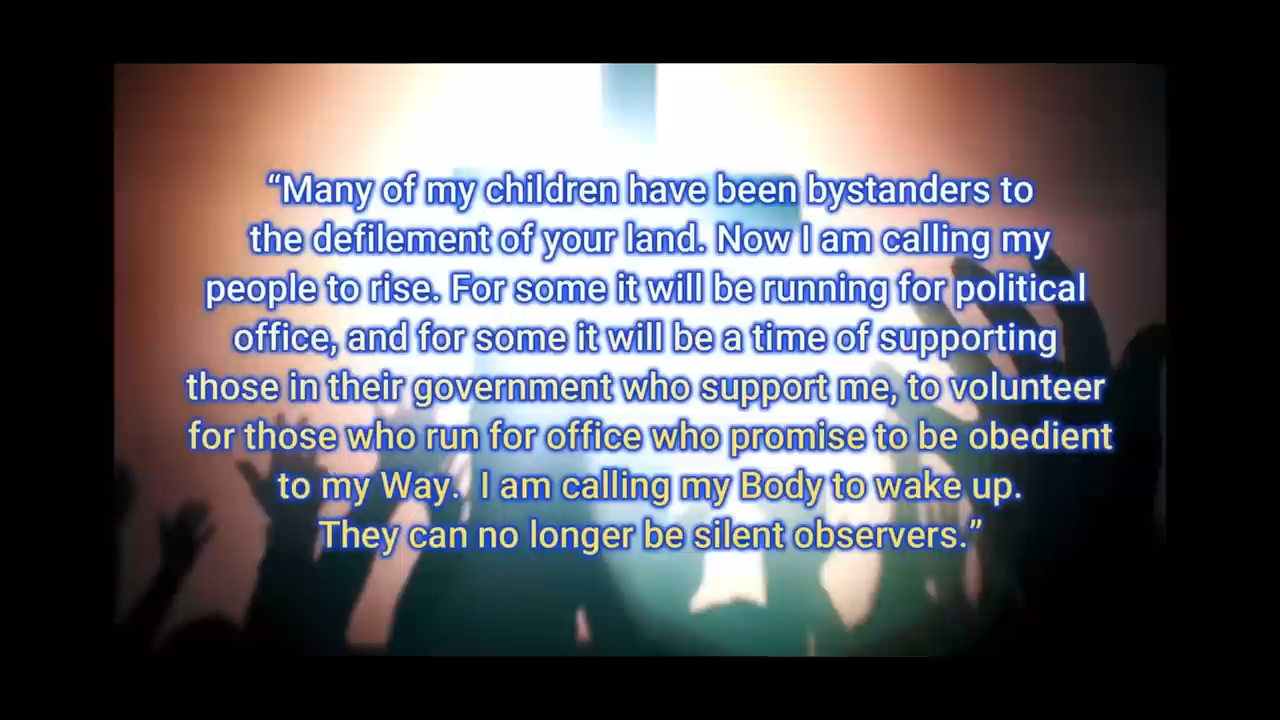 “Many of my children have been bystanders to
the defilement of your land. Now I am calling my
people to rise. For some it will be running for political
office, and for some it will be a time of supporting
those in their government who support me, to volunteer
for those who run for office who promise to be obedient
to my Way.  I am calling my Body to wake up.
They can no longer be silent observers.”